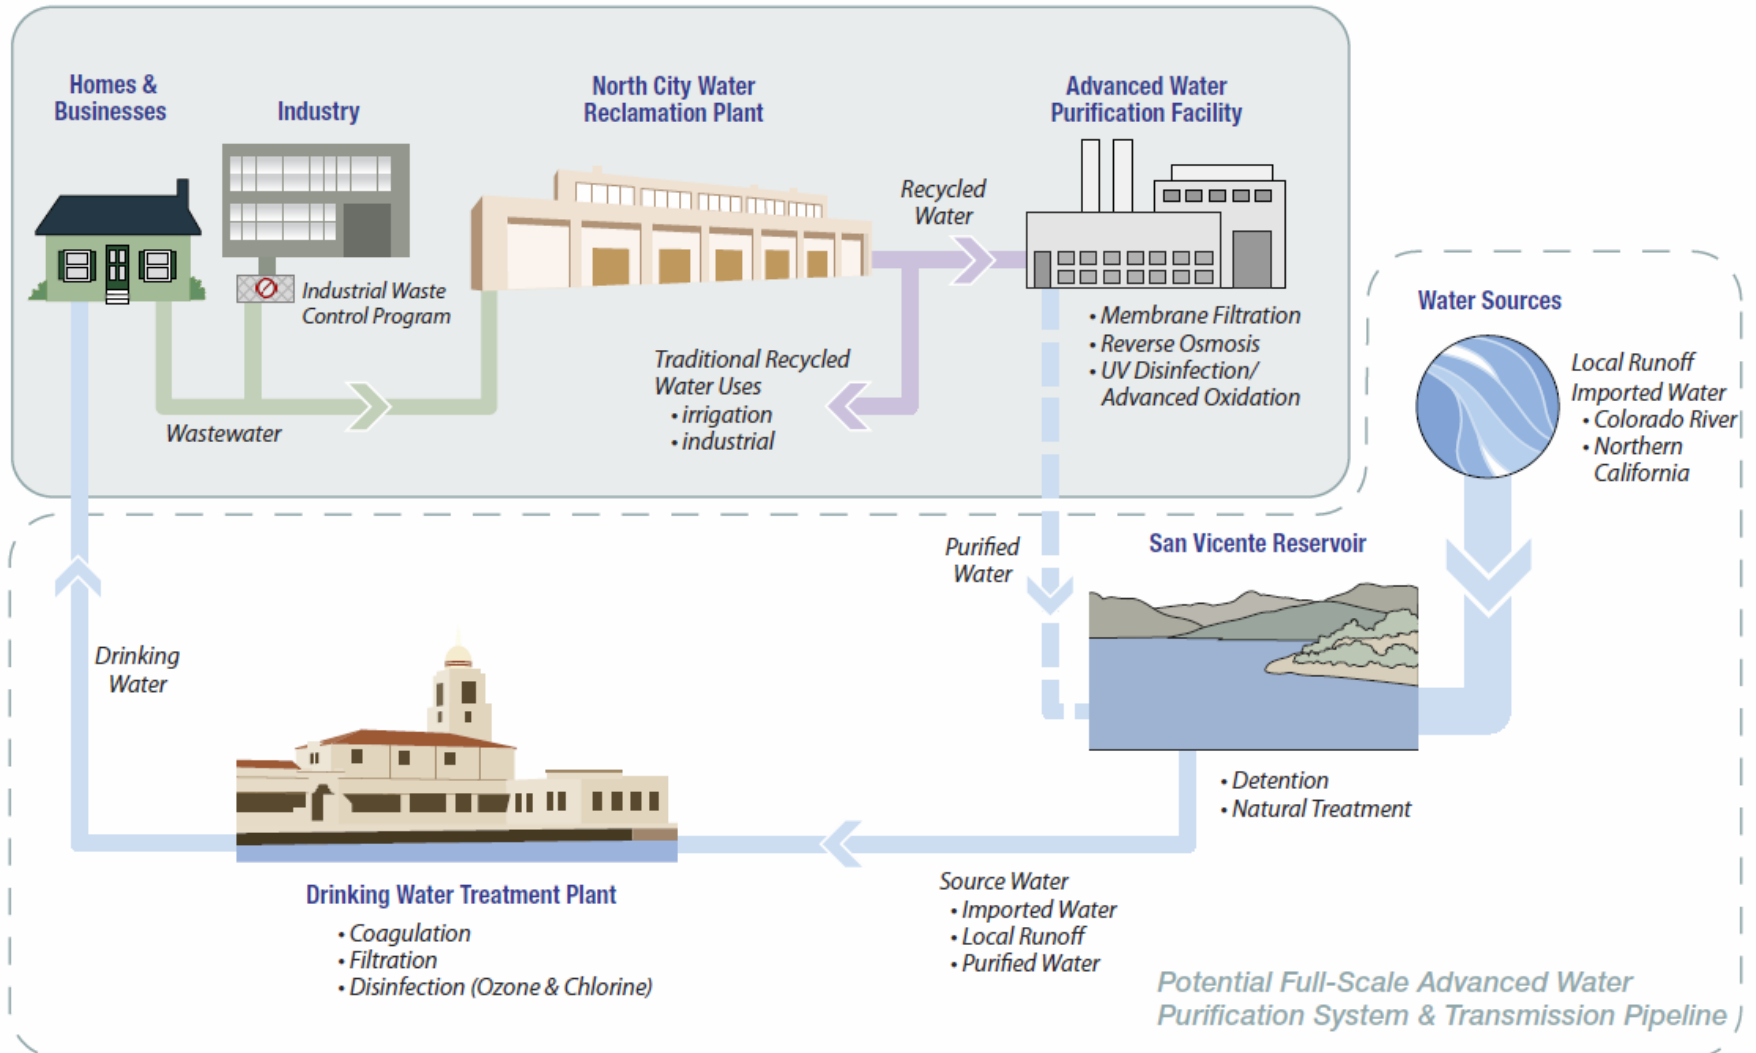 Homes &
Businesses
Industry
North City Water
Reclamation Plant
Advanced Water
Purification Facility
Recycled
Water
Industrial Waste
Control Program
Wastewater
Traditional Recycled
Water Uses
• irrigation
• industrial
• Membrane Filtration
• Reverse Osmosis
• UV Disinfection/
Advanced Oxidation
Water Sources
Local Runoff
Imported Water
• Colorado River
• Northern
California
Purified
Water
San Vicente Reservoir
• Detention
• Natural Treatment
Drinking
Water
Drinking Water Treatment Plant
• Coagulation
• Filtration
• Disinfection (Ozone & Chlorine)
Source Water
• Imported Water
• Local Runoff
• Purified Water
Potential Full-Scale Advanced Water
Purification System & Transmission Pipeline